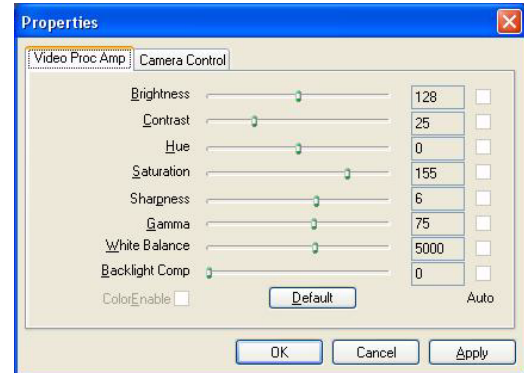 Properties
Video Proc Amp Camera Control
Brightness 128
Contrast 25
Hue 0
Saturation 155
Sharpness 6
Gamma 75
White Balance 5000
Backlight Comp 0
ColorEnable Default Auto
OK Cancel Apply